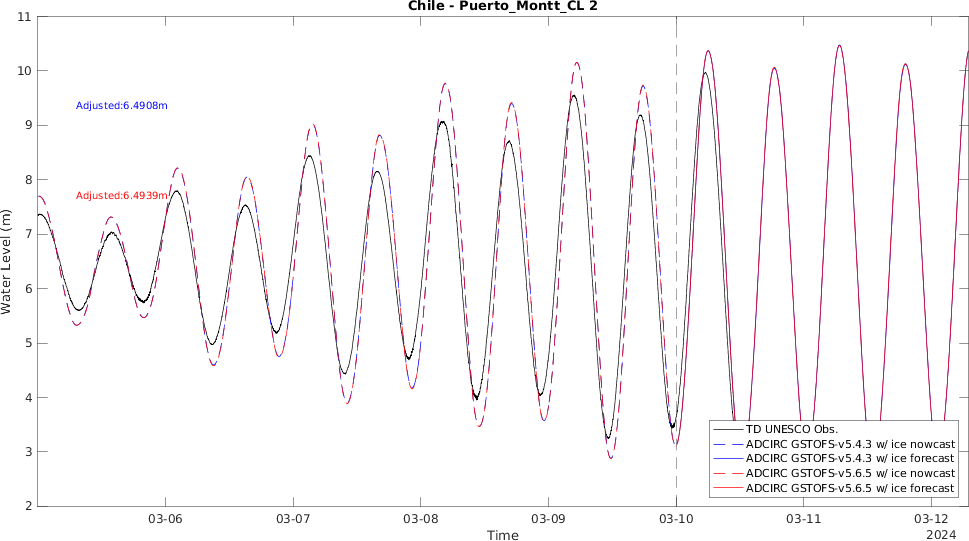 Chile - Puerto_Montt_CL 2
11
10
9
8
7
6
5
4
3
2
Water Level (m)
Adjusted:6.4908m
Adjusted:6.4939m
TD UNESCO Obs.
ADCIRC GSTOFS-v5.4.3 w/ ice nowcast
ADCIRC GSTOFS-v5.4.3 w/ ice forecast
ADCIRC GSTOFS-v5.6.5 w/ ice nowcast
ADCIRC GSTOFS-v5.6.5 w/ ice forecast
03-06 03-07 03-08 03-09 03-10 03-11 03-12
Time
2024